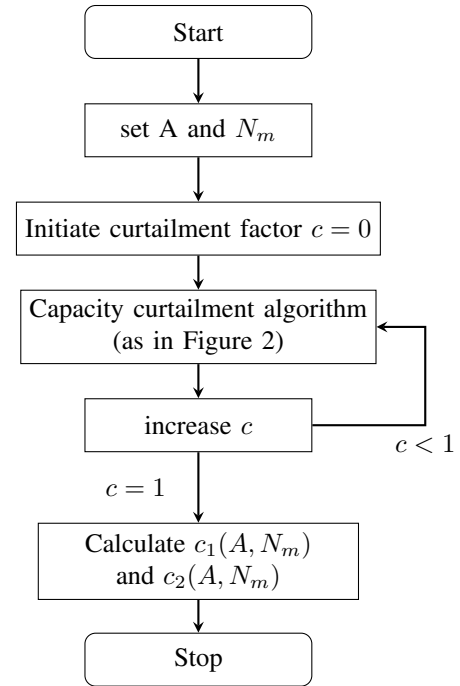 Start
set A and $N_m$
Initiate curtailment factor $c = 0$
Capacity curtailment algorithm
(as in Figure 2)
increase $c$
$c < 1$
$c = 1$
Calculate $c_1(A, N_m)$
and $c_2(A, N_m)$
Stop